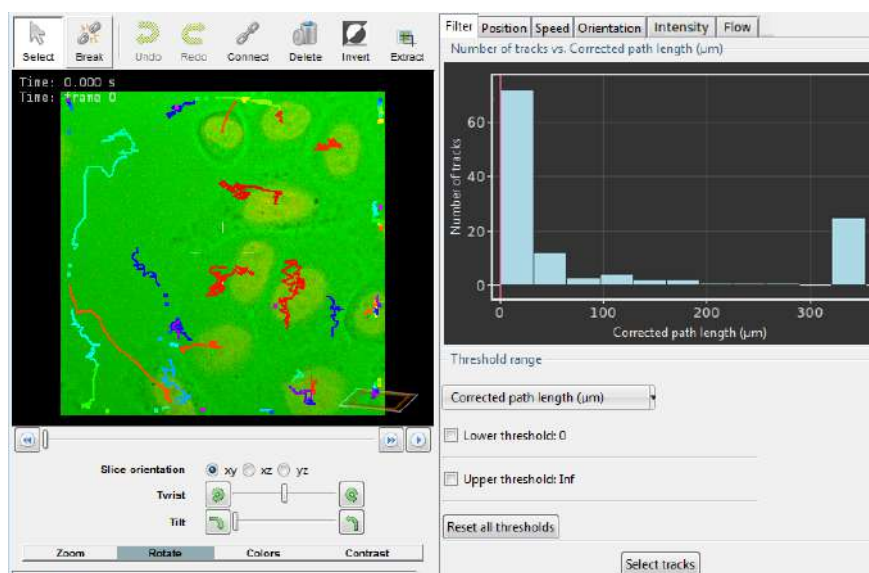 Select Break Undo Redo Connect Delete Invert Extract
Time: 0.000 s
Time: frame 0
Slice orientation xy xz yz
Twist
Tilt
Zoom Rotate Colors Contrast
Filter Position Speed Orientation Intensity Flow
Number of tracks vs. Corrected path length (µm)
Number of tracks
60
40
20
0
0 100 200 300
Corrected path length (µm)
Threshold range
Corrected path length (µm)
Lower threshold: 0
Upper threshold: Inf
Reset all thresholds
Select tracks